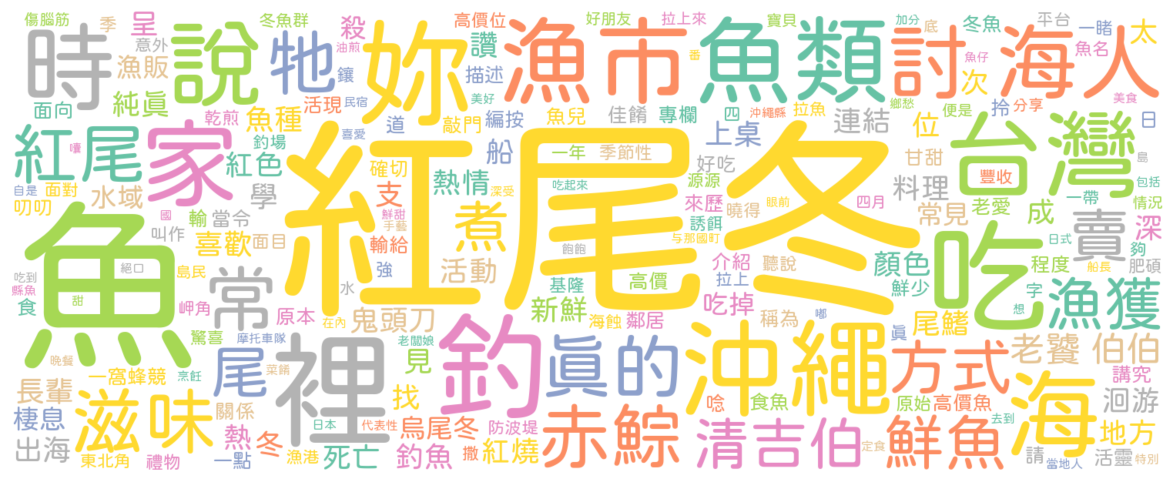 傷腦筋 季 呈 冬魚群 殺 高價位 讚 好朋友 拉上來 寶貝 加分 底 冬魚 平台 一睹 太
時 說 牠 妳 漁市 魚類 討海人
意外 漁販 油煎 鑲 描述 番 魚仔 次 魚名
面向 純真 乾煎 活現 民宿 美好 編按 魚兒 佳餚 專欄 四 沖繩縣 拉魚 鄉愁 便是 拎 分享 美食 日
紅尾 家 魚種 釣場 喜愛 道 敲門 船 一年 季節性 上桌 連結 位 台灣
紅色 確切 熱情 好吃 甘甜 豐收 島
自是 面對 水域 嚐 學 支 深受 吃起來 源源 料理 老愛 一帶 包括
叨叨 國 輸 當令 鮮甜 手藝 煮 紅尾冬 誘餌 來歷 曉得 眼前 四月 常見 成 賣 情況 深
魚 叫作 喜歡 面目 輸給 飽飽 与那國町 吃 日式 夠
吃到 絕口 島民 常 強 活動 基隆 高價 介紹 拉上 聽說 顏色 程度 船長 肥碩
縣魚 食 甜 岬角 原本 水 鬼頭刀 新鮮 海蝕 鄰居 吃掉 稱為 鮮少 字 想 漁獲
驚喜 摩托車隊 在內 老闆娘 嘟 真 尾鰭
晚餐 一窩蜂競 烹飪 尾 菜餚 裡 見 釣 真的 沖繩 方式 老饕 伯伯
長輩 滋味 關係 找 唸 食魚 原始 高價魚 去到 海 講究 洄游
棲息 熱 冬 日本 代表性 烏尾冬 防波堤 赤鯮 清吉伯 鮮魚 地方
出海 東北角 禮物 一點 漁港 死亡 撒 釣魚 紅燒 定食 請 當地人 活靈 特別